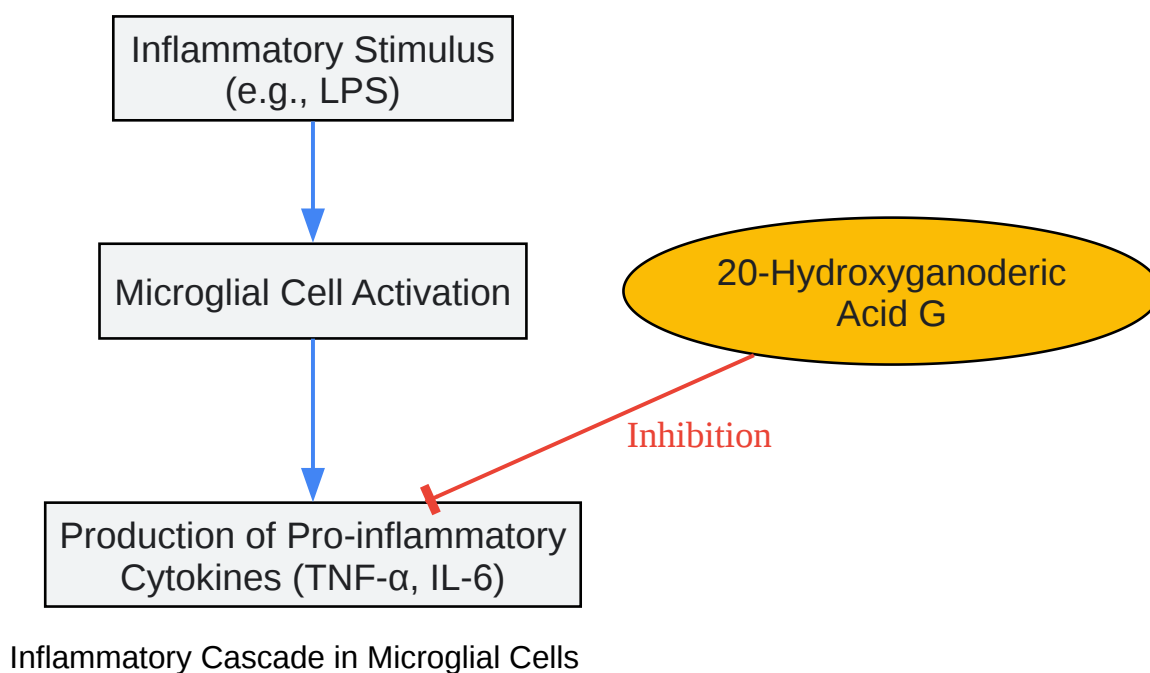 Inflammatory Stimulus
(e.g., LPS)
Microglial Cell Activation
20-Hydroxyganoderic
Acid G
Inhibition
Production of Pro-inflammatory
Cytokines (TNF-α, IL-6)
Inflammatory Cascade in Microglial Cells